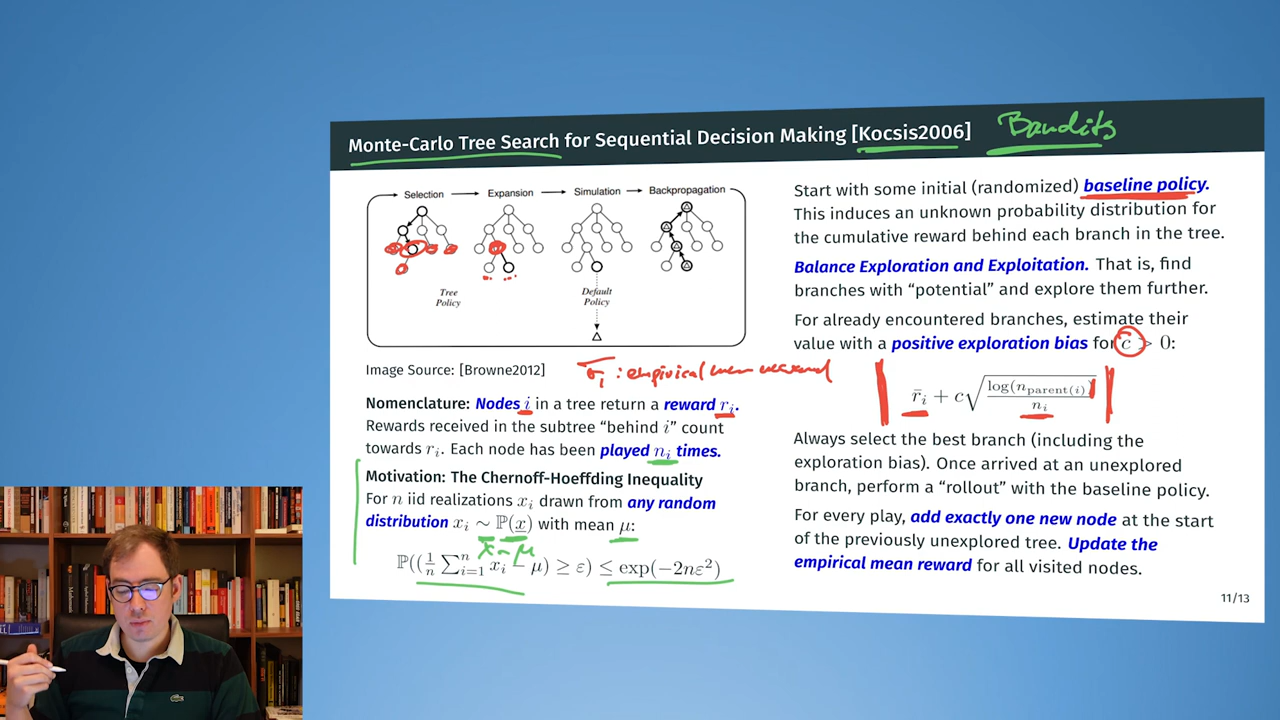 Monte-Carlo Tree Search for Sequential Decision Making [Kocsis2006] Bandits
Selection Expansion Simulation Backpropagation
Tree
Policy
Default
Policy
Image Source: [Browne2012]
r̄ᵢ : empirical mean reward
Nomenclature: Nodes i in a tree return a reward rᵢ.
Rewards received in the subtree “behind i” count
towards rᵢ. Each node has been played nᵢ times.
Motivation: The Chernoff-Hoeffding Inequality
For n iid realizations xᵢ drawn from any random
distribution xᵢ ∼ ℙ(x) with mean μ:
x̄ − μ
ℙ((1/n ∑ᵢ₌₁ⁿ xᵢ − μ) ≥ ε) ≤ exp(−2nε²)
Start with some initial (randomized) baseline policy.
This induces an unknown probability distribution for
the cumulative reward behind each branch in the tree.
Balance Exploration and Exploitation. That is, find
branches with “potential” and explore them further.
For already encountered branches, estimate their
value with a positive exploration bias for c > 0:
r̄ᵢ + c√(log(n_parent(i))/nᵢ)
Always select the best branch (including the
exploration bias). Once arrived at an unexplored
branch, perform a “rollout” with the baseline policy.
For every play, add exactly one new node at the start
of the previously unexplored tree. Update the
empirical mean reward for all visited nodes.
11/13